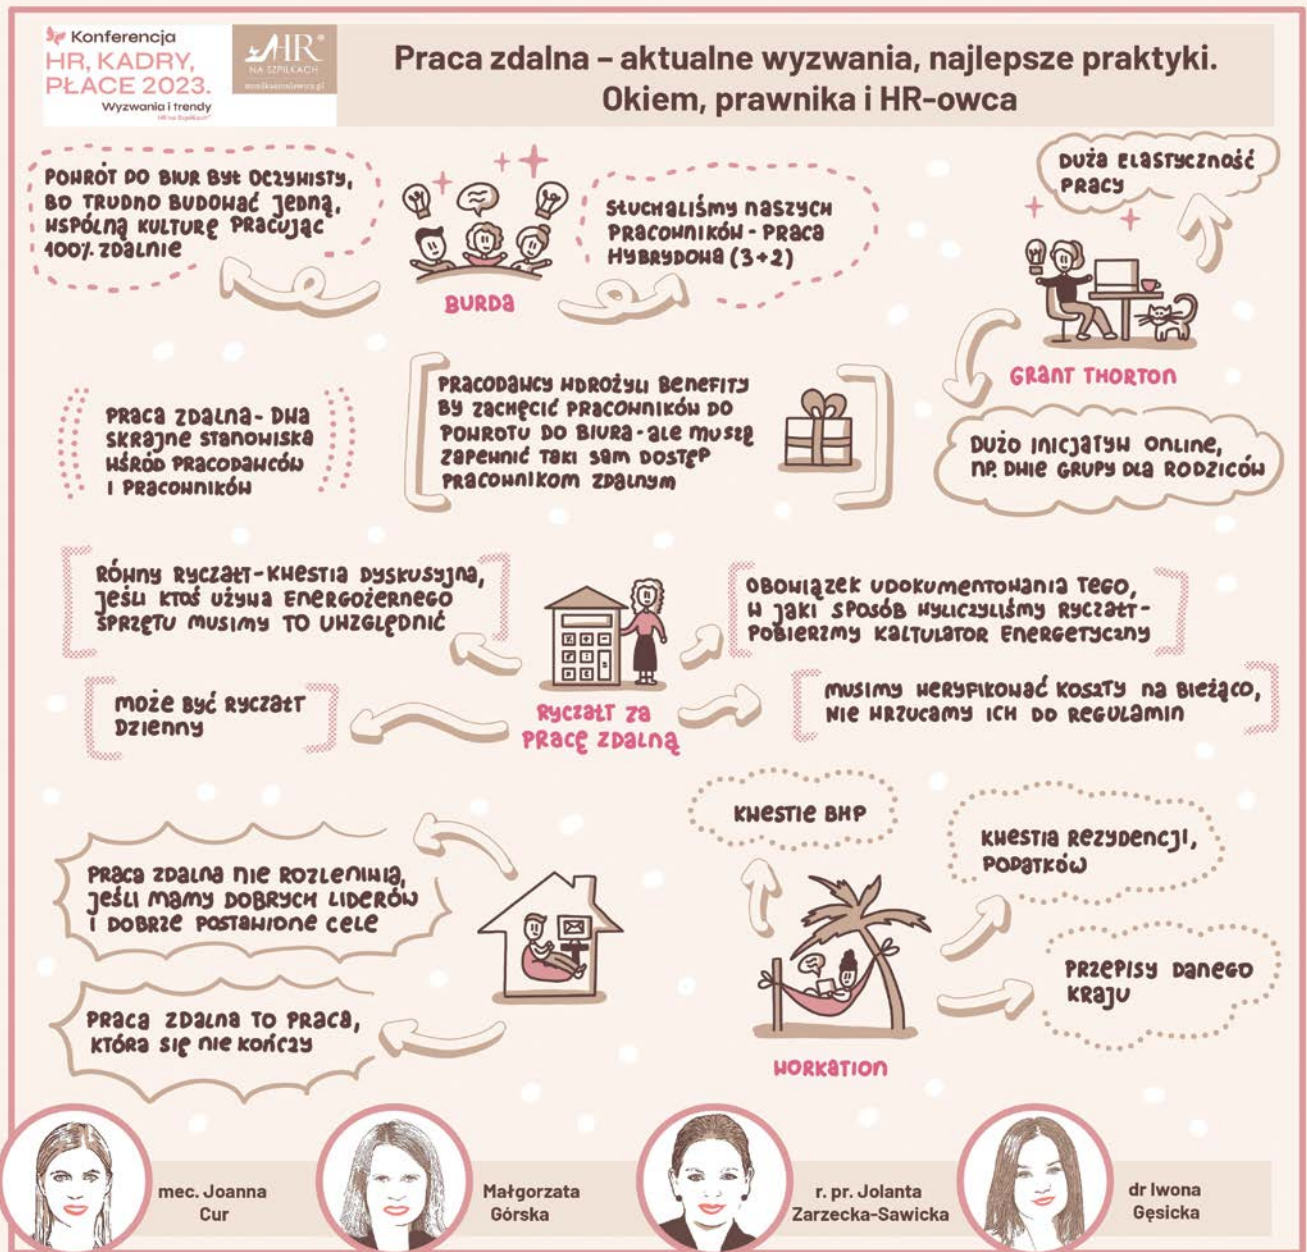 Konferencja
HR, KADRY,
PŁACE 2023.
Wyzwania i trendy
HR na Szpilkach
HR
NA SZPILKACH
Praca zdalna – aktualne wyzwania, najlepsze praktyki.
Okiem, prawnika i HR-owca
POWRÓT DO BIUR BYŁ OCZYWISTY,
BO TRUDNO BUDOWAĆ JEDNĄ,
WSPÓLNĄ KULTURĘ PRACUJĄC
100% ZDALNIE
BURDA
SŁUCHALIŚMY NASZYCH
PRACOWNIKÓW - PRACA
HYBRYDOWA (3+2)
DUŻA ELASTYCZNOŚĆ
PRACY
GRANT THORTON
DUŻO INICJATYW ONLINE,
NP. DWIE GRUPY DLA RODZICÓW
PRACA ZDALNA - DWA
SKRAJNE STANOWISKA
WŚRÓD PRACODAWCÓW
I PRACOWNIKÓW
PRACODAWCY WDROŻYLI BENEFITY
BY ZACHĘCIĆ PRACOWNIKÓW DO
POWROTU DO BIURA - ALE MUSZĄ
ZAPEWNIĆ TAKI SAM DOSTĘP
PRACOWNIKOM ZDALNYM
RÓWNY RYCZAŁT - KWESTIA DYSKUSYJNA,
JEŚLI KTOŚ UŻYWA ENERGOŻERNEGO
SPRZĘTU MUSIMY TO UWZGLĘDNIĆ
MOŻE BYĆ RYCZAŁT
DZIENNY
RYCZAŁT ZA
PRACĘ ZDALNĄ
OBOWIĄZEK UDOKUMENTOWANIA TEGO,
W JAKI SPOSÓB WYLICZYLIŚMY RYCZAŁT -
POBIERZMY KALTULATOR ENERGETYCZNY
MUSIMY WERYFIKOWAĆ KOSZTY NA BIEŻĄCO,
NIE WRZUCAMY ICH DO REGULAMIN
PRACA ZDALNA NIE ROZLENIWIA,
JEŚLI MAMY DOBRYCH LIDERÓW
I DOBRZE POSTAWIONE CELE
PRACA ZDALNA TO PRACA,
KTÓRA SIĘ NIE KOŃCZY
KWESTIE BHP
KWESTIA REZYDENCJI,
PODATKÓW
PRZEPISY DANEGO
KRAJU
WORKATION
mec. Joanna
Cur
Małgorzata
Górska
r. pr. Jolanta
Zarzecka-Sawicka
dr Iwona
Gęsicka